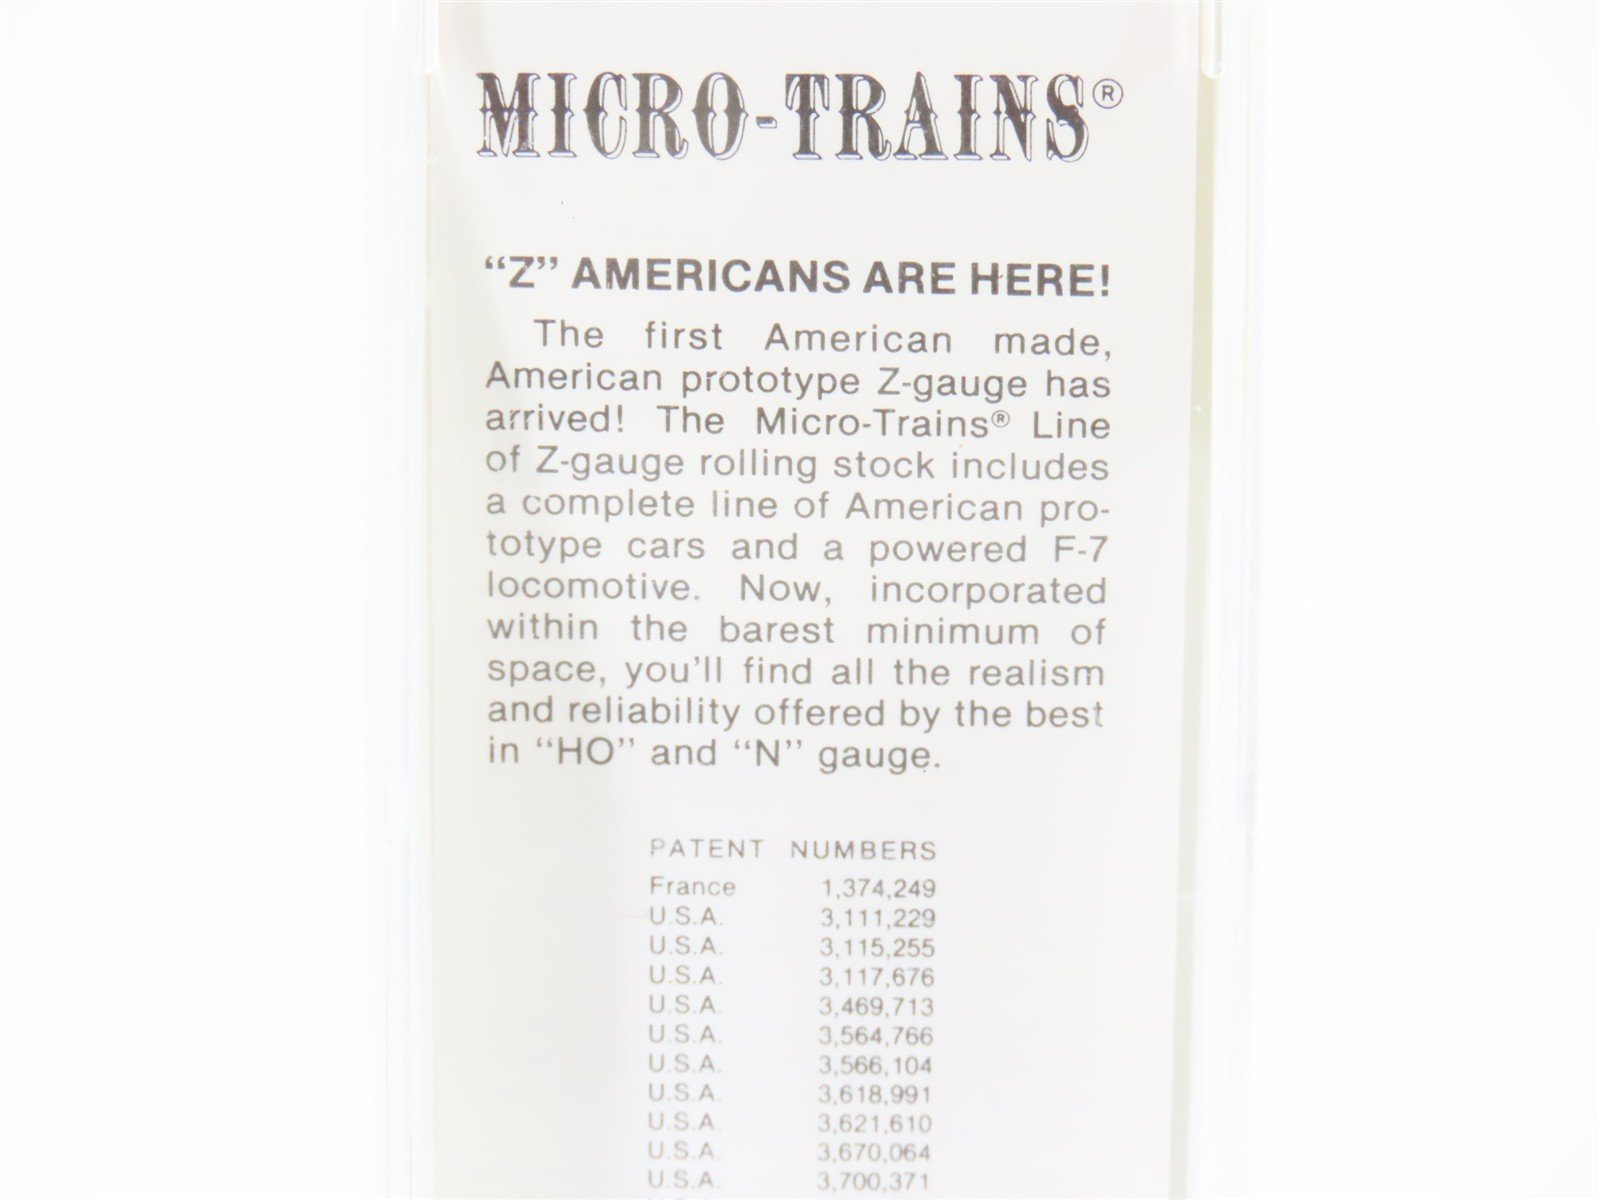 MICRO-TRAINS®
“Z” AMERICANS ARE HERE!
The first American made,
American prototype Z-gauge has
arrived! The Micro-Trains® Line
of Z-gauge rolling stock includes
a complete line of American pro-
totype cars and a powered F-7
locomotive. Now, incorporated
within the barest minimum of
space, you'll find all the realism
and reliability offered by the best
in “HO” and “N” gauge.
PATENT NUMBERS
France 1,374,249
U.S.A. 3,111,229
U.S.A. 3,115,255
U.S.A. 3,117,676
U.S.A. 3,469,713
U.S.A. 3,564,766
U.S.A. 3,566,104
U.S.A. 3,618,991
U.S.A. 3,621,610
U.S.A. 3,670,064
U.S.A. 3,700,371